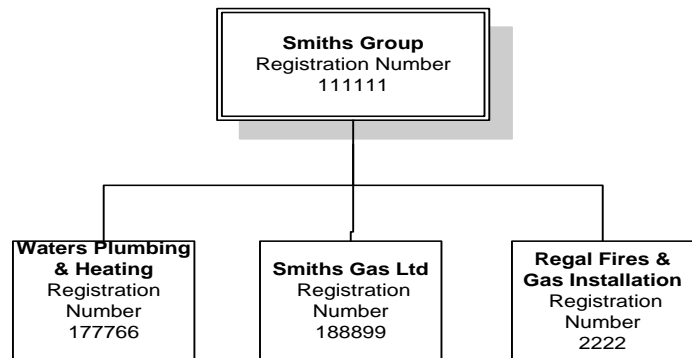 Smiths Group
Registration Number
111111
Waters Plumbing
& Heating
Registration
Number
177766
Smiths Gas Ltd
Registration
Number
188899
Regal Fires &
Gas Installation
Registration
Number
2222